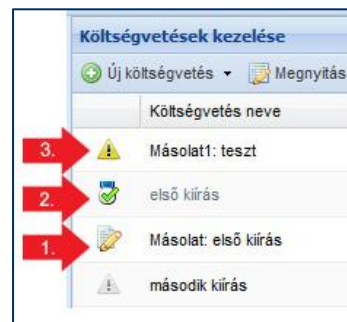 Költségvetések kezelése
Új költségvetés Megnyitás
Költségvetés neve
3. Másolat1: teszt
2. első kiírás
1. Másolat: első kiírás
második kiírás